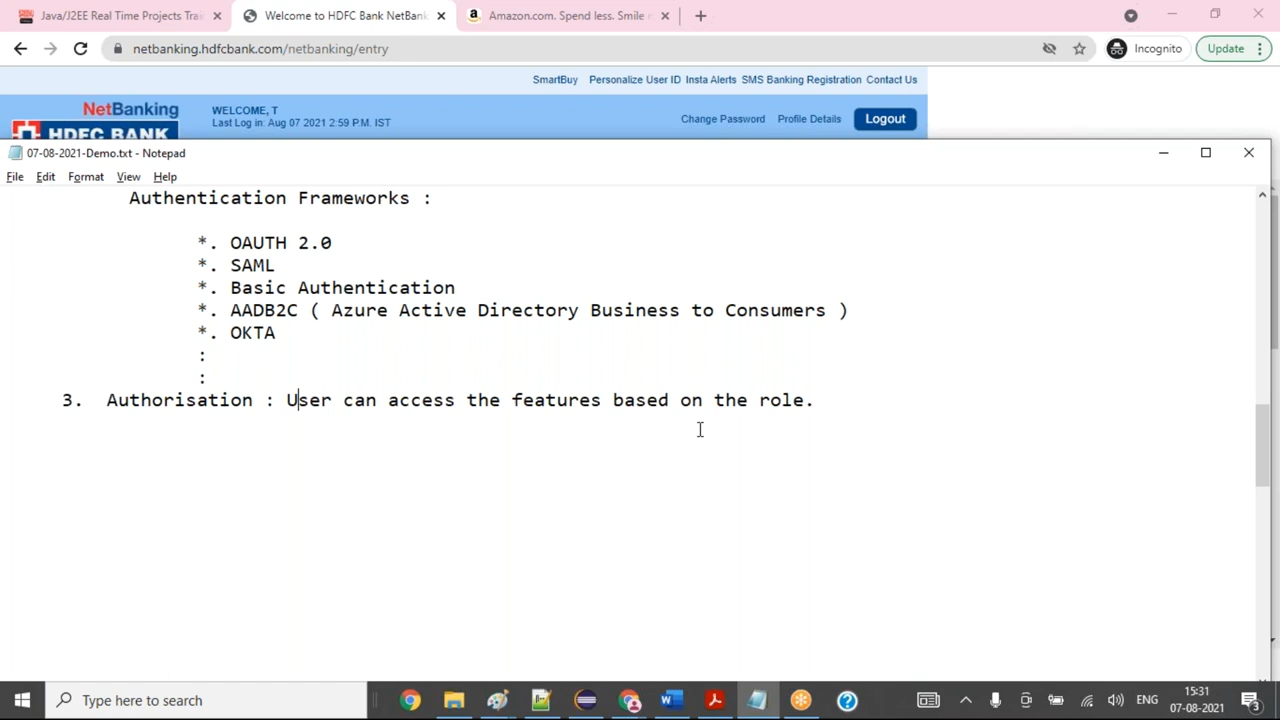 Java/J2EE Real Time Projects Trai
Welcome to HDFC Bank NetBank
Amazon.com. Spend less. Smile
netbanking.hdfcbank.com/netbanking/entry
Incognito
Update
SmartBuy Personalize User ID Insta Alerts SMS Banking Registration Contact Us
NetBanking
HDFC BANK
WELCOME, T
Last Log in: Aug 07 2021 2:59 P.M. IST
Change Password Profile Details Logout
07-08-2021-Demo.txt - Notepad
File Edit Format View Help
Authentication Frameworks :
*. OAUTH 2.0
*. SAML
*. Basic Authentication
*. AADB2C ( Azure Active Directory Business to Consumers )
*. OKTA
:
:
3. Authorisation : User can access the features based on the role.
Type here to search
ENG
15:31
07-08-2021
3